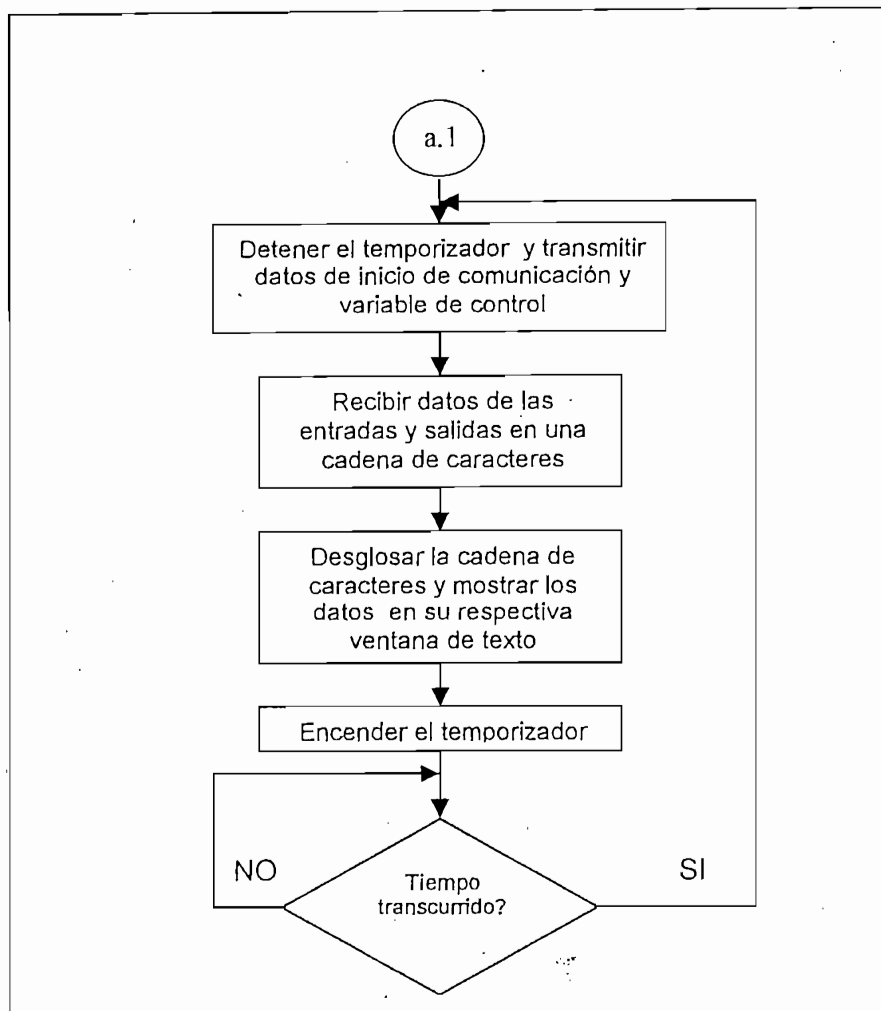 a.1
Detener el temporizador y transmitir
datos de inicio de comunicación y
variable de control
Recibir datos de las
entradas y salidas en una
cadena de caracteres
Desglosar la cadena de
caracteres y mostrar los
datos en su respectiva
ventana de texto
Encender el temporizador
NO
Tiempo
transcurrido?
SI